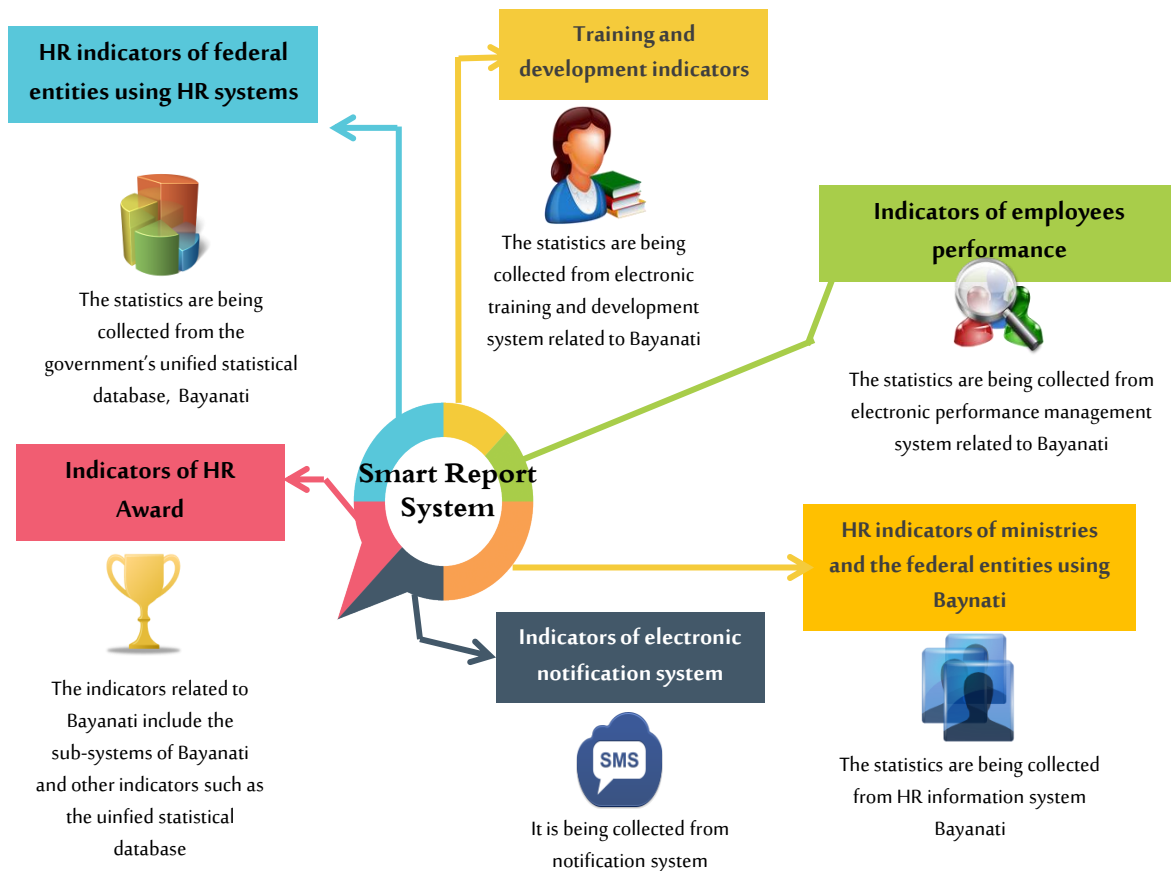 HR indicators of federal
entities using HR systems
The statistics are being
collected from the
government's unified statistical
database, Bayanati
Training and
development indicators
The statistics are being
collected from electronic
training and development
system related to Bayanati
Indicators of employees
performance
The statistics are being collected from
electronic performance management
system related to Bayanati
Smart Report
System
Indicators of HR
Award
The indicators related to
Bayanati include the
sub-systems of Bayanati
and other indicators such as
the uinfied statistical
database
Indicators of electronic
notification system
SMS
It is being collected from
notification system
HR indicators of ministries
and the federal entities using
Baynati
The statistics are being collected
from HR information system
Bayanati